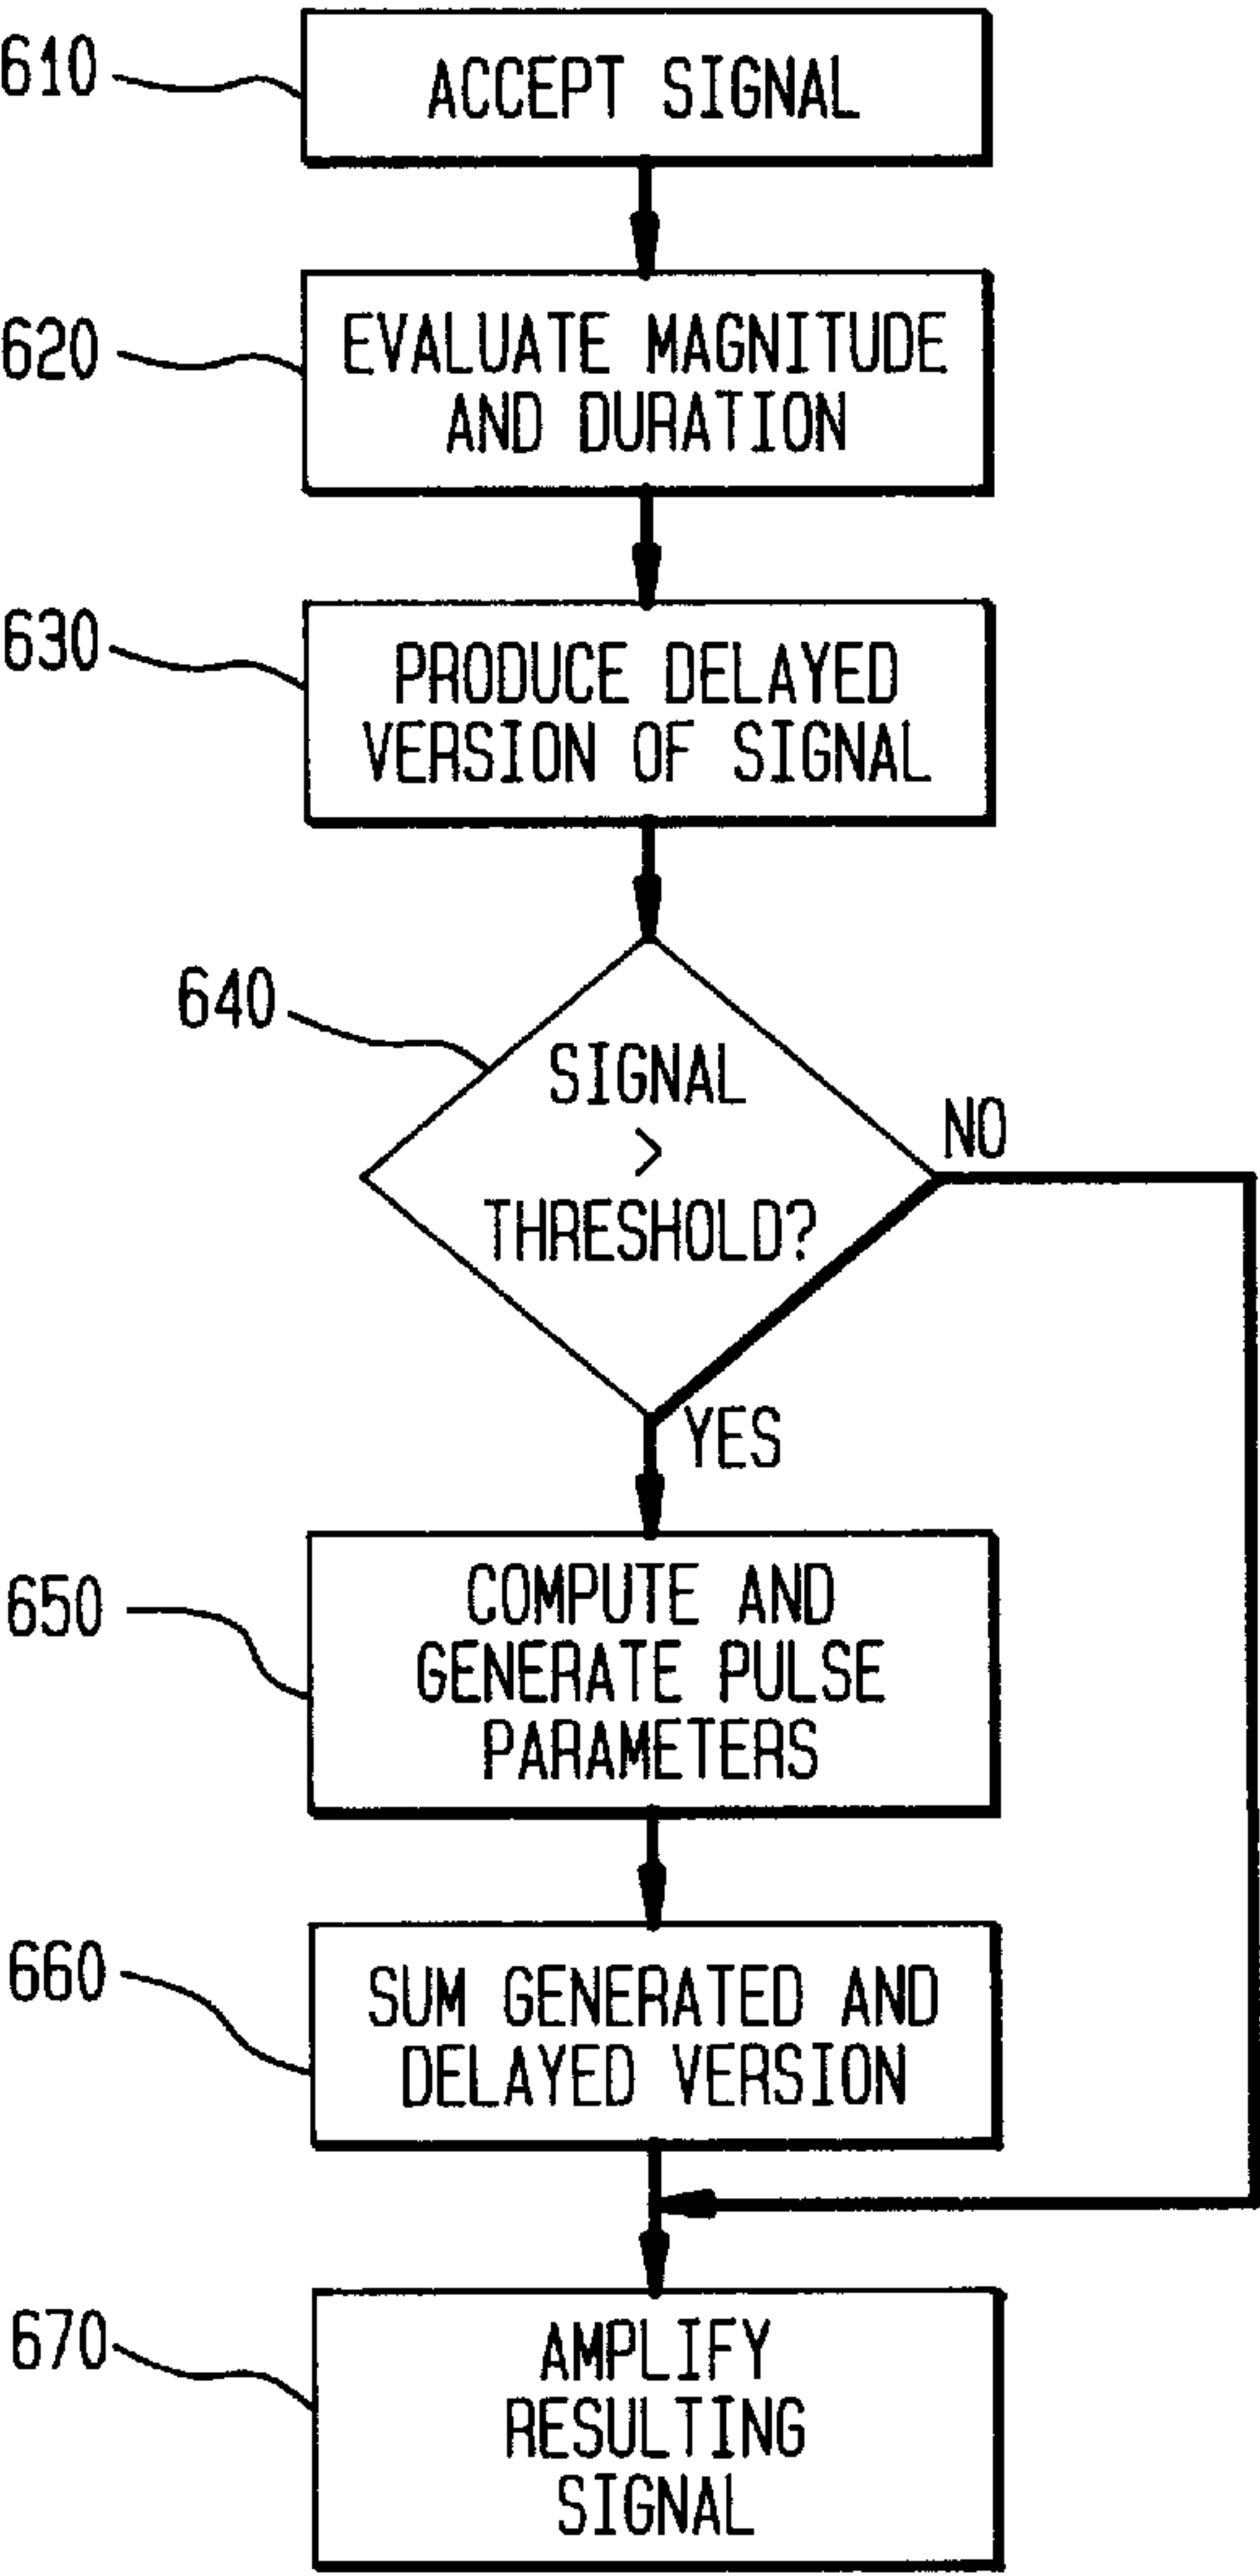 610
ACCEPT SIGNAL
620
EVALUATE MAGNITUDE
AND DURATION
630
PRODUCE DELAYED
VERSION OF SIGNAL
640
SIGNAL
>
THRESHOLD?
NO
YES
650
COMPUTE AND
GENERATE PULSE
PARAMETERS
660
SUM GENERATED AND
DELAYED VERSION
670
AMPLIFY
RESULTING
SIGNAL